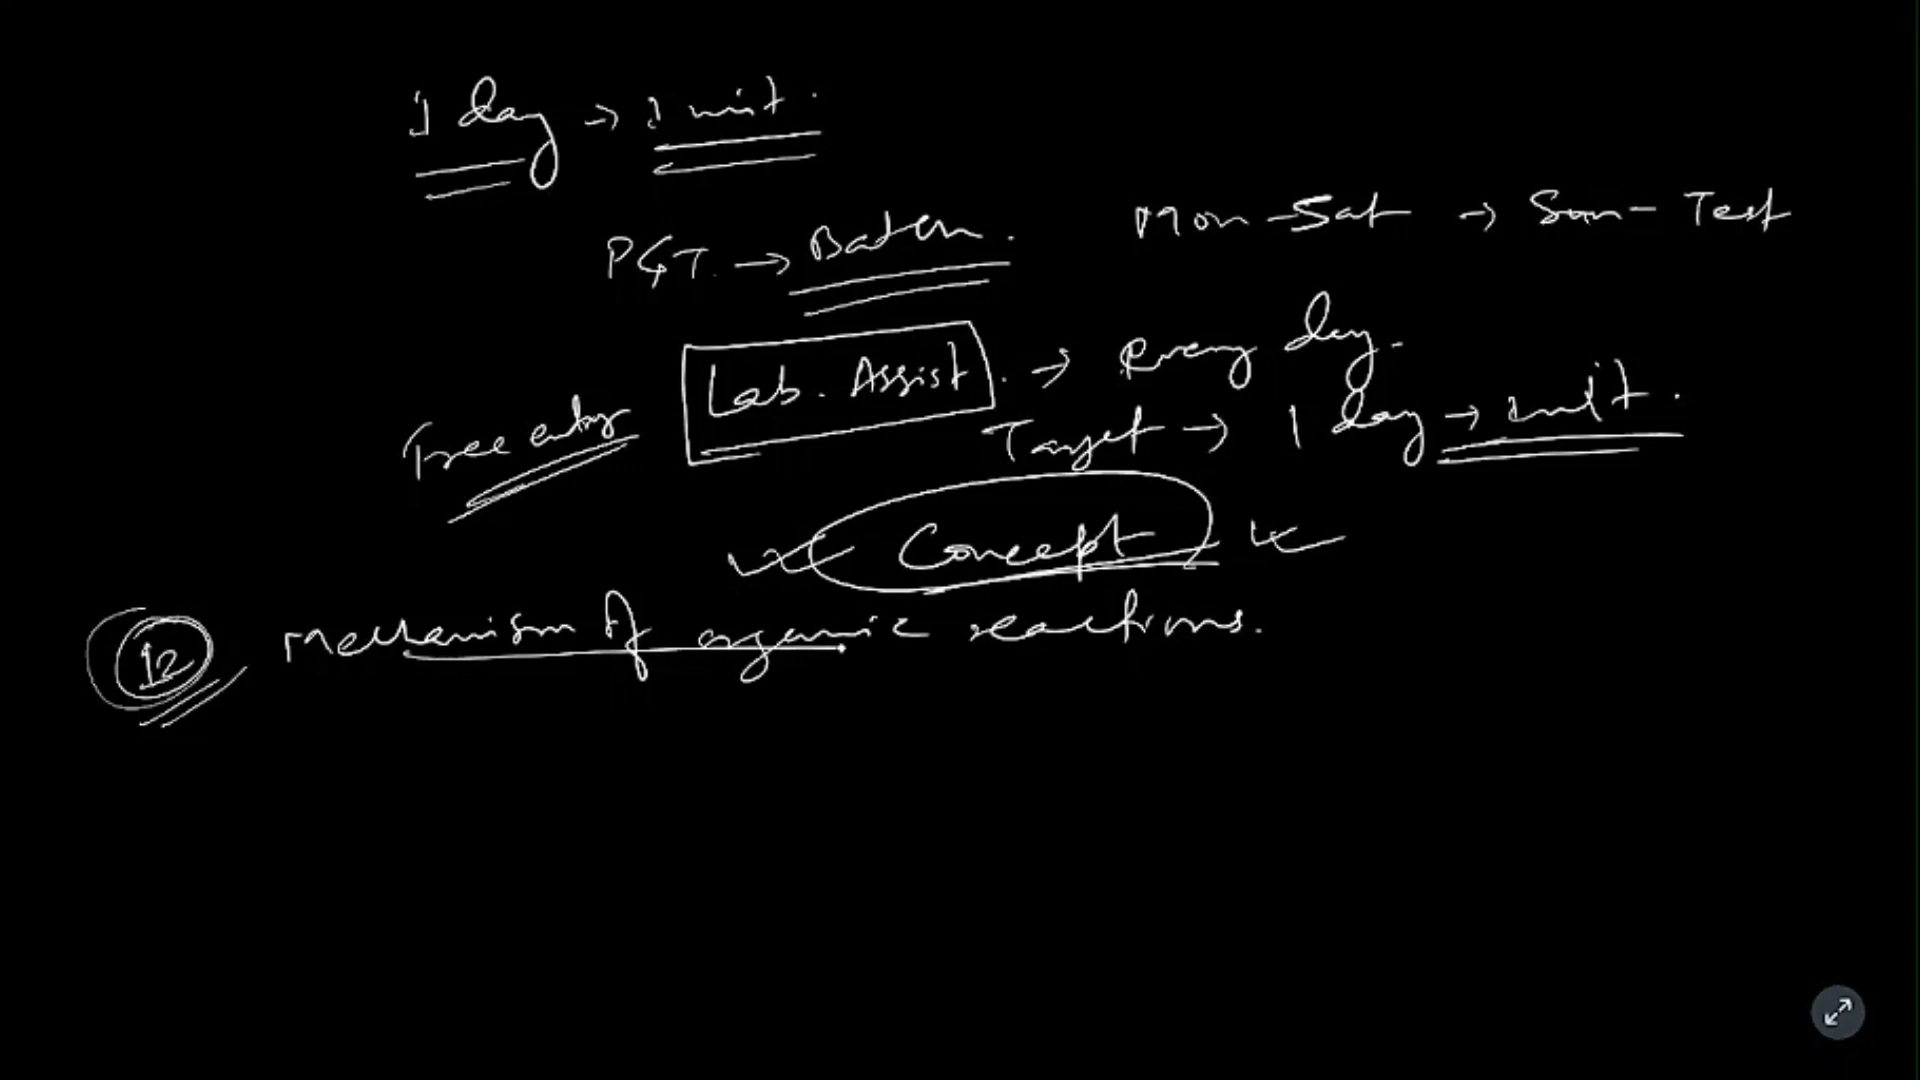 1 day → 1 unit.
PGT. → Batch.
Mon-Sat → Sun- Test
Free entry
Lab. Assist. → Every day.
Target → 1 day → unit.
Concept
12 Mechanism of organic reactions.